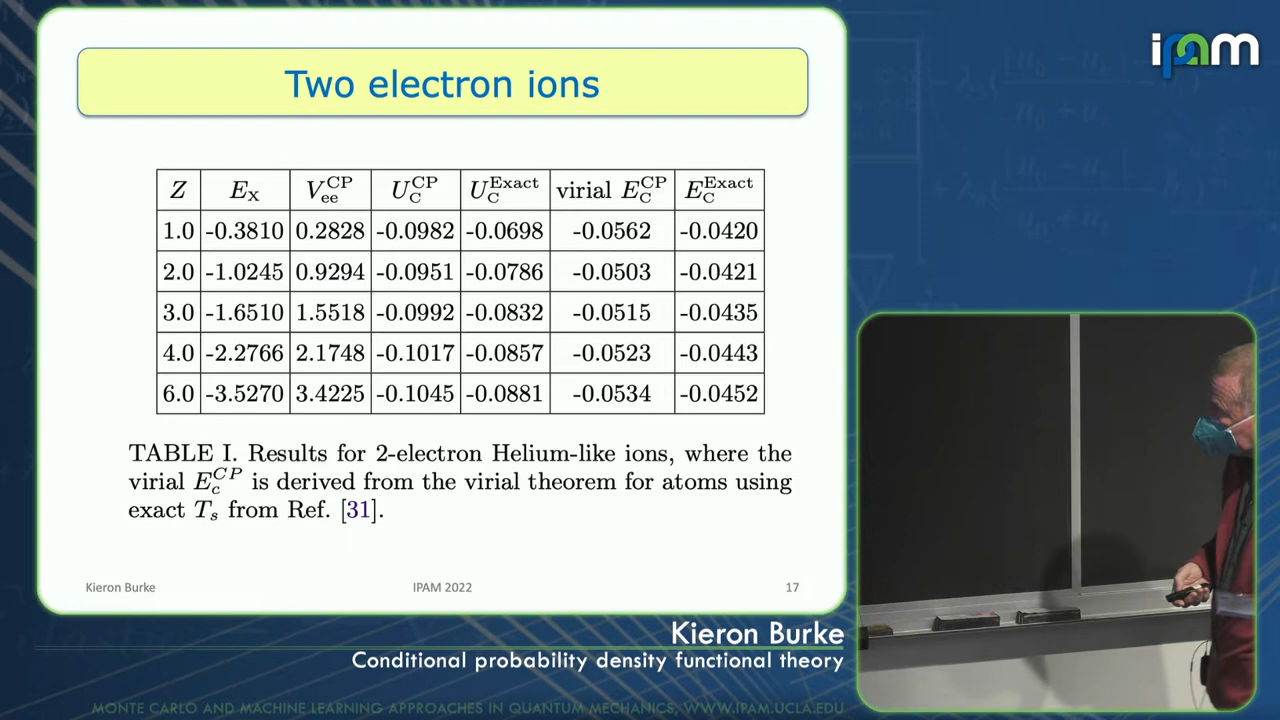 Two electron ions
Z E_X V_ee^CP U_C^CP U_C^Exact virial E_C^CP E_C^Exact
1.0 -0.3810 0.2828 -0.0982 -0.0698 -0.0562 -0.0420
2.0 -1.0245 0.9294 -0.0951 -0.0786 -0.0503 -0.0421
3.0 -1.6510 1.5518 -0.0992 -0.0832 -0.0515 -0.0435
4.0 -2.2766 2.1748 -0.1017 -0.0857 -0.0523 -0.0443
6.0 -3.5270 3.4225 -0.1045 -0.0881 -0.0534 -0.0452
TABLE I. Results for 2-electron Helium-like ions, where the
virial E_c^CP is derived from the virial theorem for atoms using
exact T_s from Ref. [31].
Kieron Burke IPAM 2022 17
ipam
Kieron Burke
Conditional probability density functional theory
MONTE CARLO AND MACHINE LEARNING APPROACHES IN QUANTUM MECHANICS, WWW.IPAM.UCLA.EDU